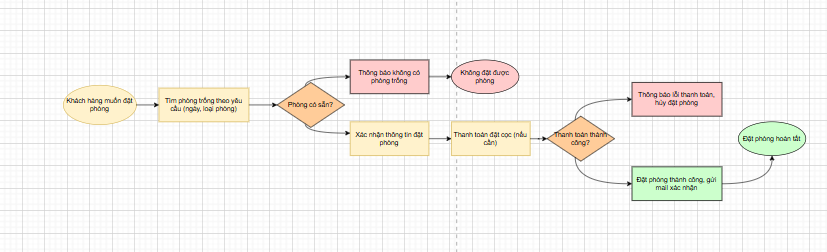 Khách hàng muốn đặt
phòng
Tìm phòng trống theo yêu
cầu (ngày, loại phòng)
Phòng có sẵn?
Thông báo không có
phòng trống
Không đặt được
phòng
Xác nhận thông tin đặt
phòng
Thanh toán đặt cọc (nếu
cần)
Thanh toán thành
công?
Thông báo lỗi thanh toán,
hủy đặt phòng
Đặt phòng thành công, gửi
mail xác nhận
Đặt phòng hoàn tất